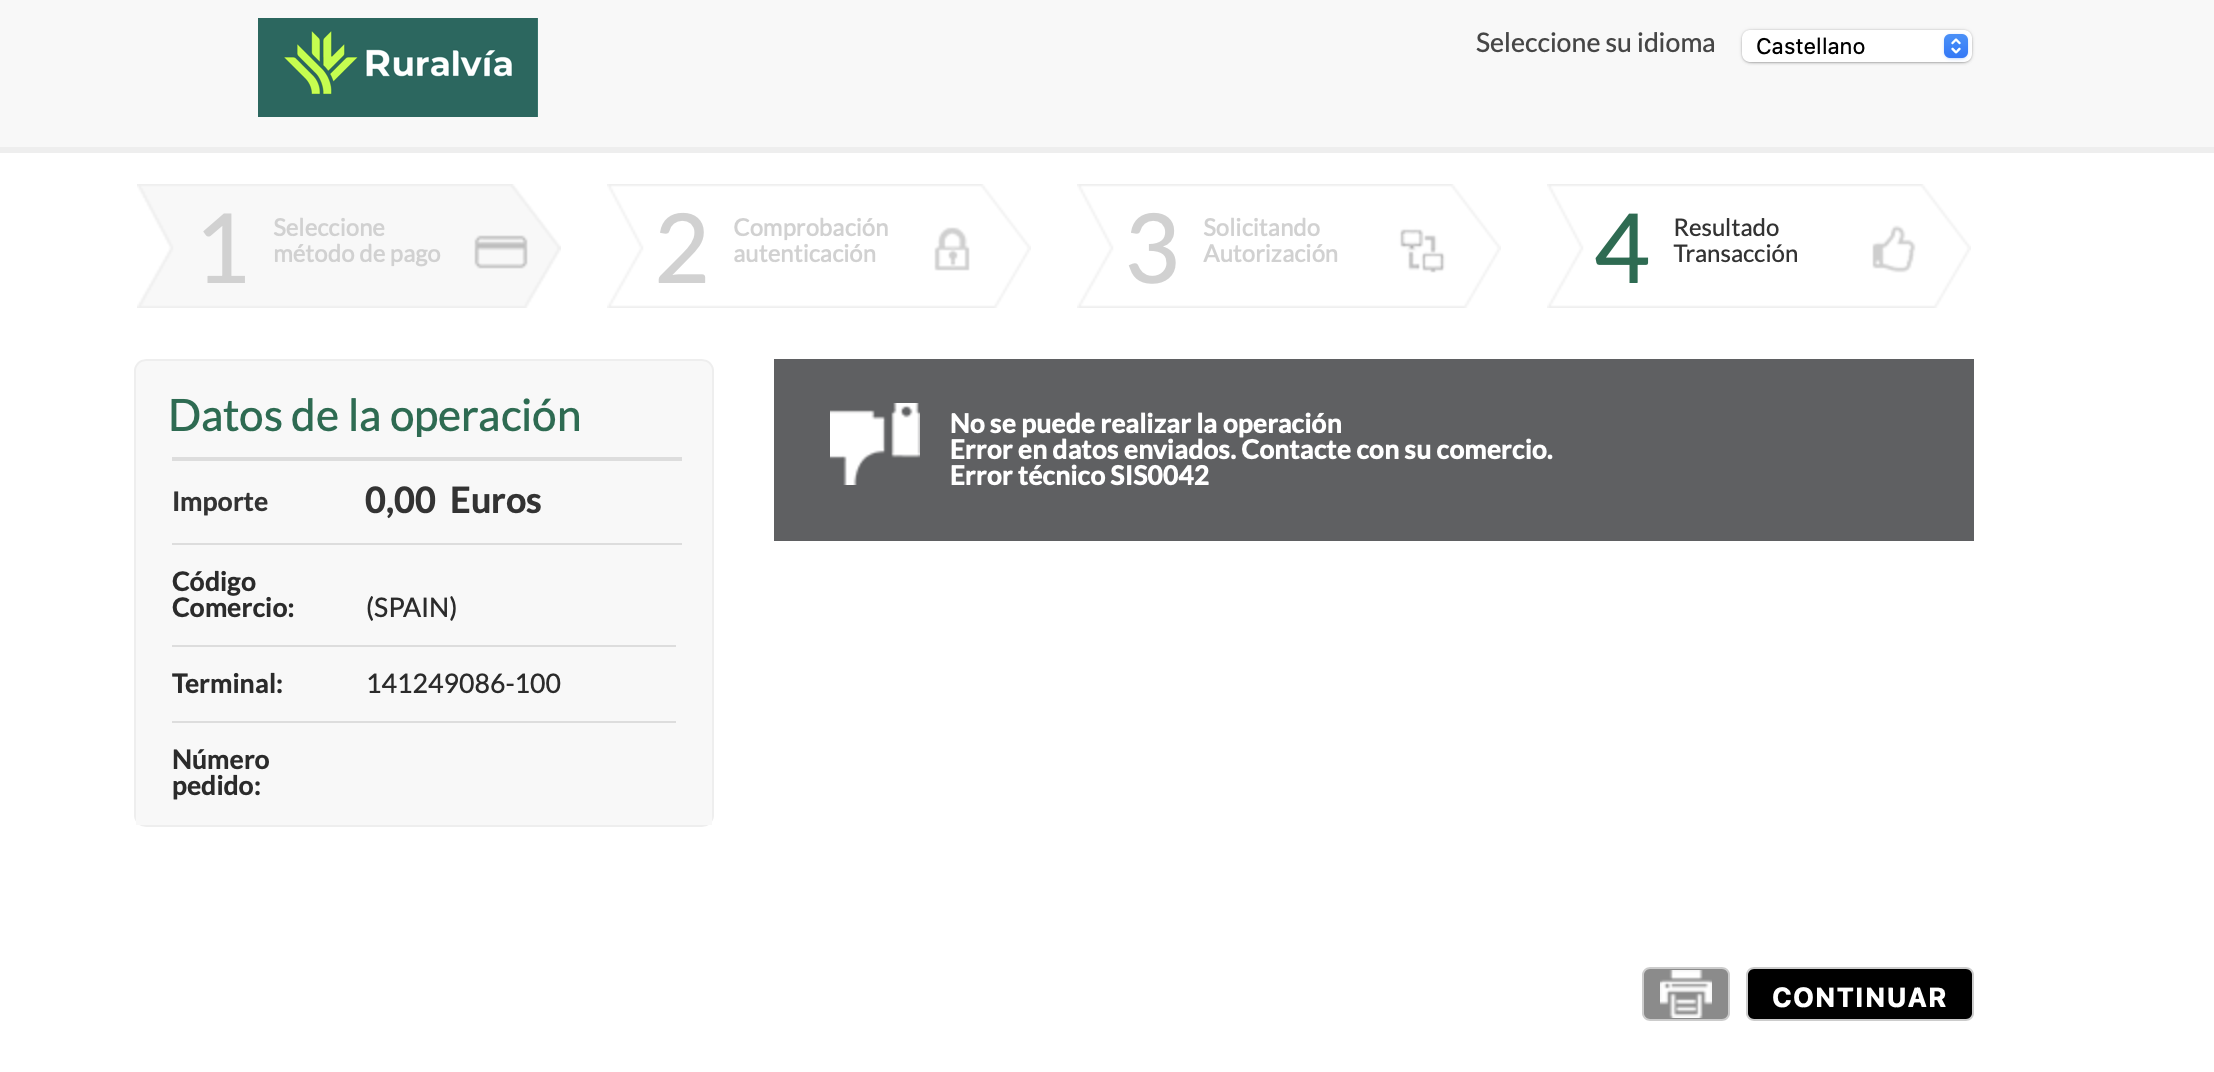 Ruralvía
Seleccione su idioma
Castellano
1
Seleccione
método de pago
2
Comprobación
autenticación
3
Solicitando
Autorización
4
Resultado
Transacción
Datos de la operación
Importe 0,00 Euros
Código
Comercio: (SPAIN)
Terminal: 141249086-100
Número
pedido:
No se puede realizar la operación
Error en datos enviados. Contacte con su comercio.
Error técnico SIS0042
CONTINUAR